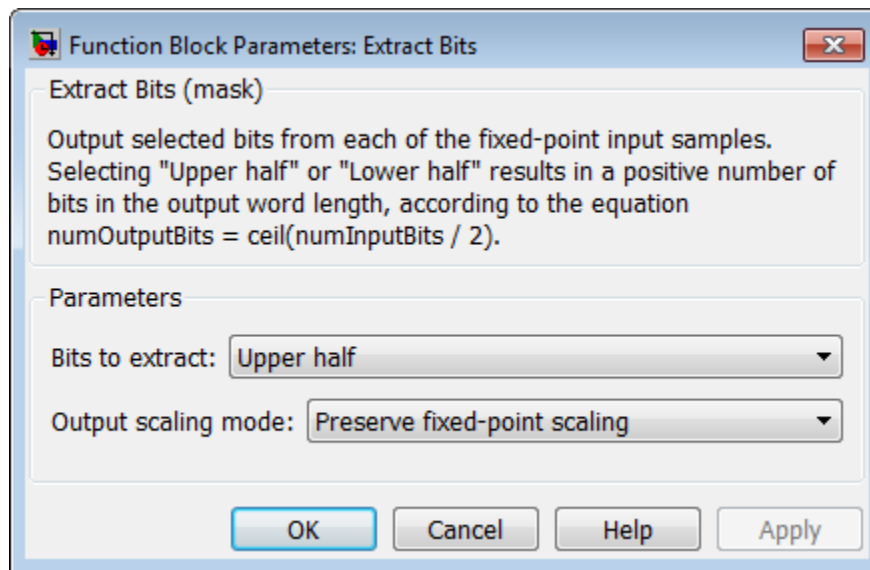 Function Block Parameters: Extract Bits
Extract Bits (mask)
Output selected bits from each of the fixed-point input samples.
Selecting "Upper half" or "Lower half" results in a positive number of
bits in the output word length, according to the equation
numOutputBits = ceil(numInputBits / 2).
Parameters
Bits to extract: Upper half
Output scaling mode: Preserve fixed-point scaling
OK Cancel Help Apply